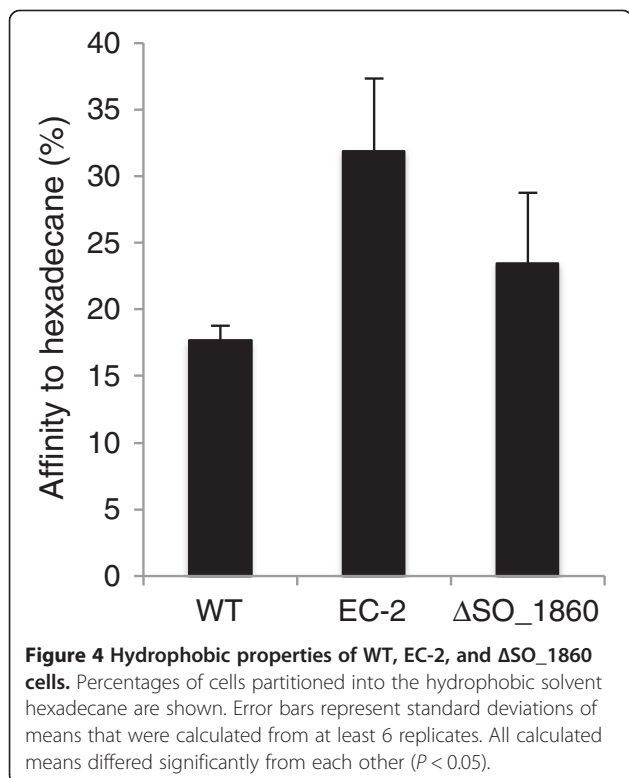 40
35
30
25
20
15
10
5
0
Affinity to hexadecane (%)
WT EC-2 ΔSO_1860
Figure 4 Hydrophobic properties of WT, EC-2, and ΔSO_1860
cells. Percentages of cells partitioned into the hydrophobic solvent
hexadecane are shown. Error bars represent standard deviations of
means that were calculated from at least 6 replicates. All calculated
means differed significantly from each other (P < 0.05).